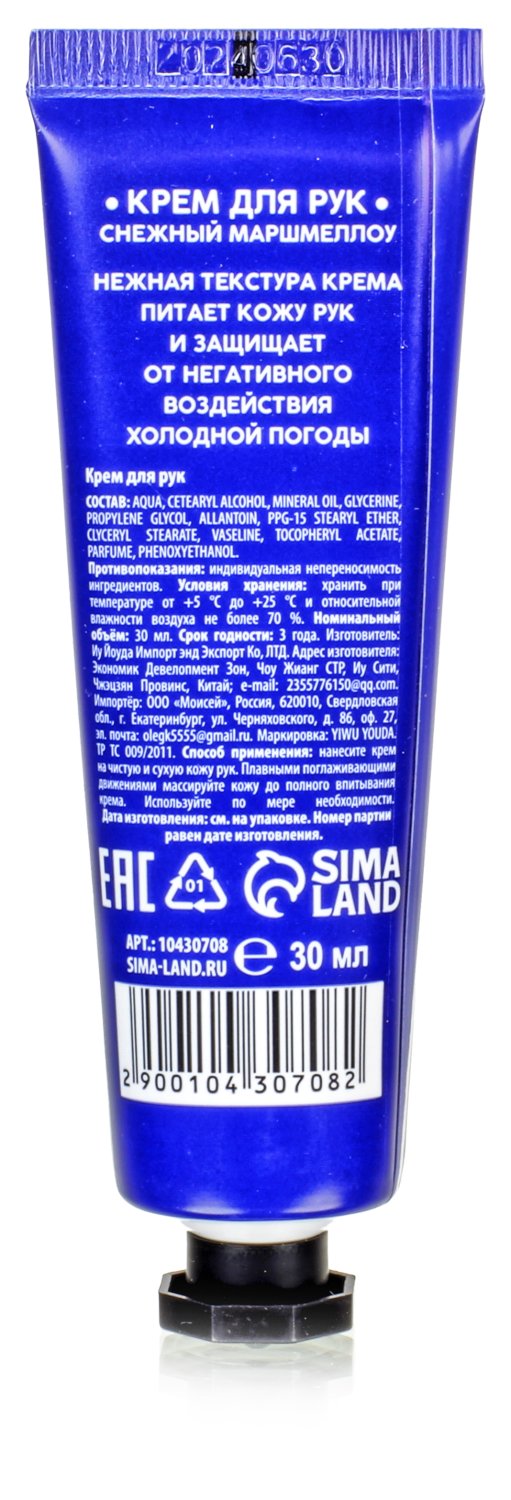 20240630
• КРЕМ ДЛЯ РУК •
СНЕЖНЫЙ МАРШМЕЛЛОУ
НЕЖНАЯ ТЕКСТУРА КРЕМА
ПИТАЕТ КОЖУ РУК
И ЗАЩИЩАЕТ
ОТ НЕГАТИВНОГО
ВОЗДЕЙСТВИЯ
ХОЛОДНОЙ ПОГОДЫ
Крем для рук
СОСТАВ: AQUA, CETEARYL ALCOHOL, MINERAL OIL, GLYCERINE,
PROPYLENE GLYCOL, ALLANTOIN, PPG-15 STEARYL ETHER,
CLYCERYL STEARATE, VASELINE, TOCOPHERYL ACETATE,
PARFUME, PHENOXYETHANOL.
Противопоказания: индивидуальная непереносимость
ингредиентов. Условия хранения: хранить при
температуре от +5 °С до +25 °С и относительной
влажности воздуха не более 70 %. Номинальный
объём: 30 мл. Срок годности: 3 года. Изготовитель:
Иу Йоуда Импорт энд Экспорт Ко, ЛТД. Адрес изготовителя:
Экономик Девелопмент Зон, Чоу Жианг СТР, Иу Сити,
Чжэцзян Провинс, Китай; e-mail: 2355776150@qq.com.
Импортёр: ООО «Моисей», Россия, 620010, Свердловская
обл., г. Екатеринбург, ул. Черняховского, д. 86, оф. 27,
эл. почта: olegk5555@gmail.ru. Маркировка: YIWU YOUDA.
ТР ТС 009/2011. Способ применения: нанесите крем
на чистую и сухую кожу рук. Плавными поглаживающими
движениями массируйте кожу до полного впитывания
крема. Используйте по мере необходимости.
Дата изготовления: см. на упаковке. Номер партии
равен дате изготовления.
EAC 01 SIMA
LAND
АРТ.: 10430708
SIMA-LAND.RU e 30 МЛ
2 900104 307082